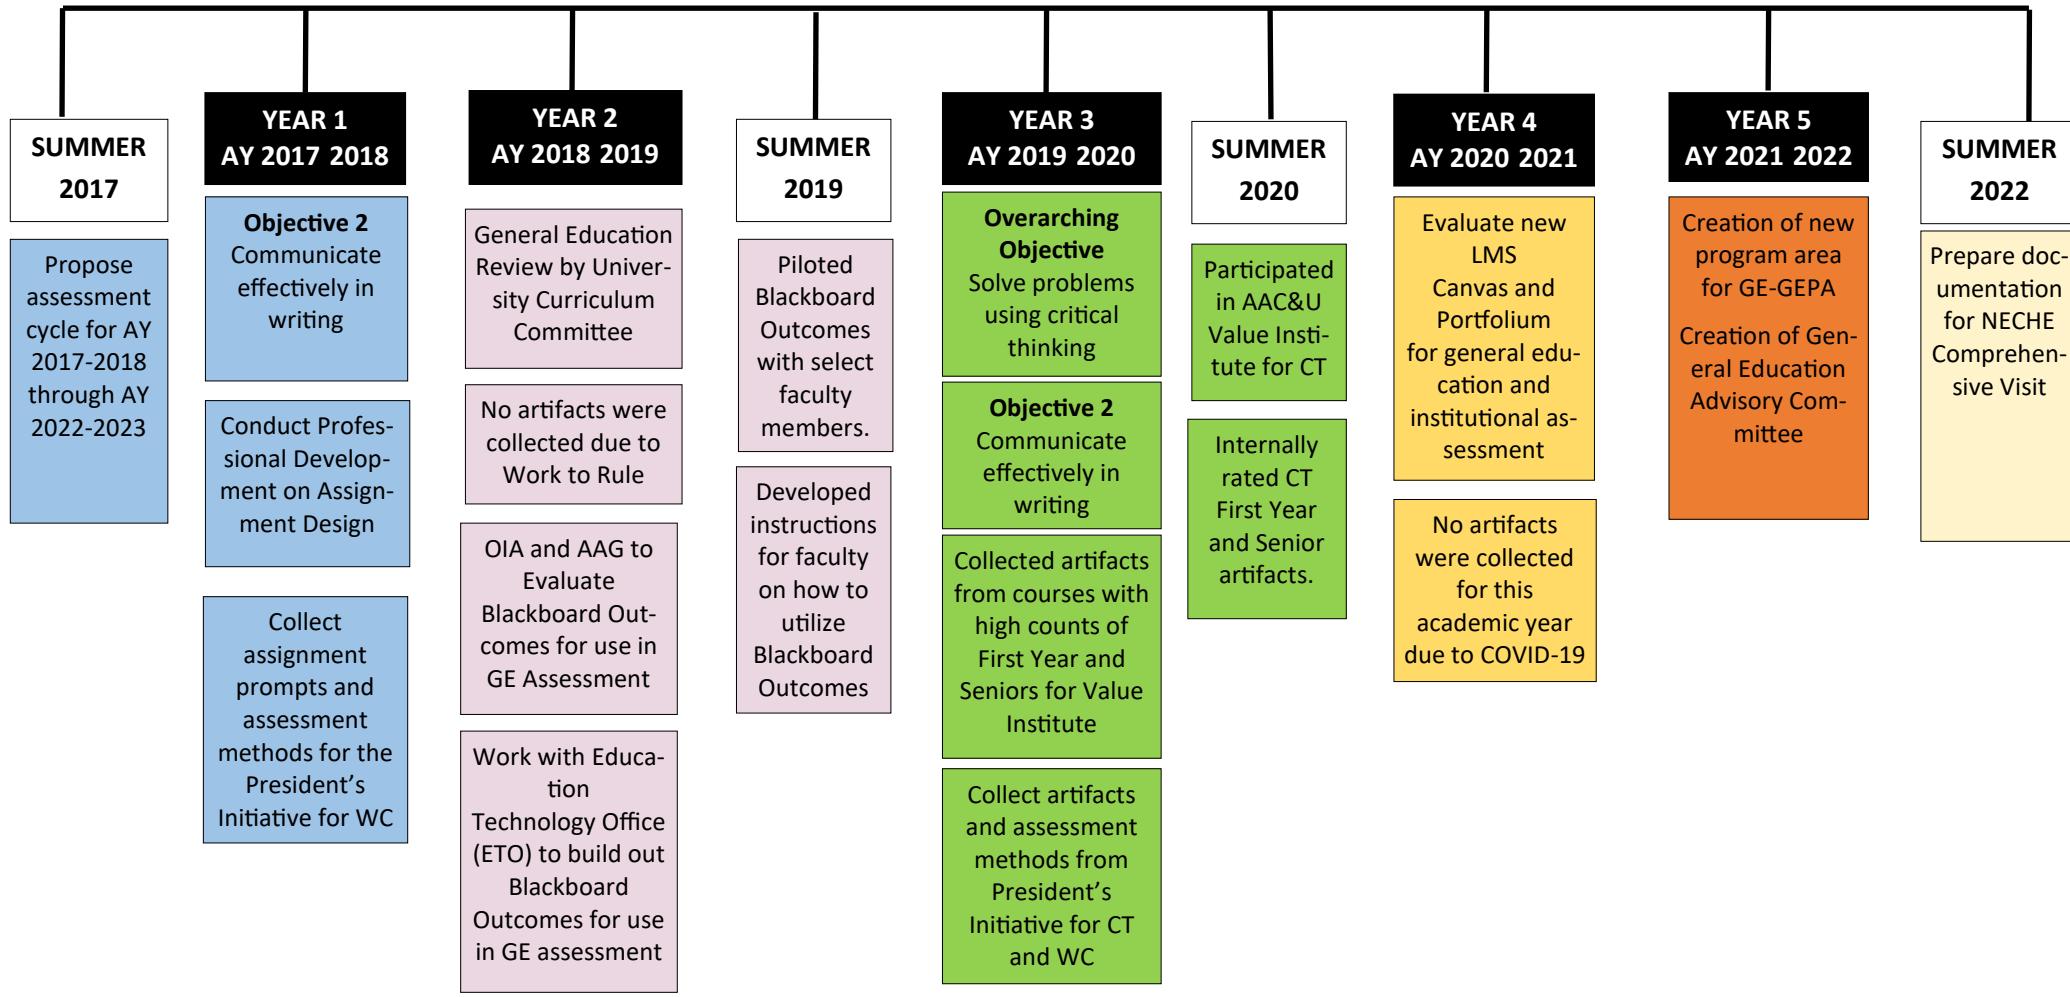 SUMMER
2017
Propose
assessment
cycle for AY
2017-2018
through AY
2022-2023
YEAR 1
AY 2017 2018
Objective 2
Communicate
effectively in
writing
Conduct Profes-
sional Develop-
ment on Assign-
ment Design
Collect
assignment
prompts and
assessment
methods for the
President’s
Initiative for WC
YEAR 2
AY 2018 2019
General Education
Review by Univer-
sity Curriculum
Committee
No artifacts were
collected due to
Work to Rule
OIA and AAG to
Evaluate
Blackboard Out-
comes for use in
GE Assessment
Work with Educa-
tion
Technology Office
(ETO) to build out
Blackboard
Outcomes for use
in GE assessment
SUMMER
2019
Piloted
Blackboard
Outcomes
with select
faculty
members.
Developed
instructions
for faculty
on how to
utilize
Blackboard
Outcomes
YEAR 3
AY 2019 2020
Overarching
Objective
Solve problems
using critical
thinking
Objective 2
Communicate
effectively in
writing
Collected artifacts
from courses with
high counts of
First Year and
Seniors for Value
Institute
Collect artifacts
and assessment
methods from
President’s
Initiative for CT
and WC
SUMMER
2020
Participated
in AAC&U
Value Insti-
tute for CT
Internally
rated CT
First Year
and Senior
artifacts.
YEAR 4
AY 2020 2021
Evaluate new
LMS
Canvas and
Portfolium
for general edu-
cation and
institutional as-
sessment
No artifacts
were collected
for this
academic year
due to COVID-19
YEAR 5
AY 2021 2022
Creation of new
program area
for GE-GEPA
Creation of Gen-
eral Education
Advisory Com-
mittee
SUMMER
2022
Prepare doc-
umentation
for NECHE
Comprehen-
sive Visit